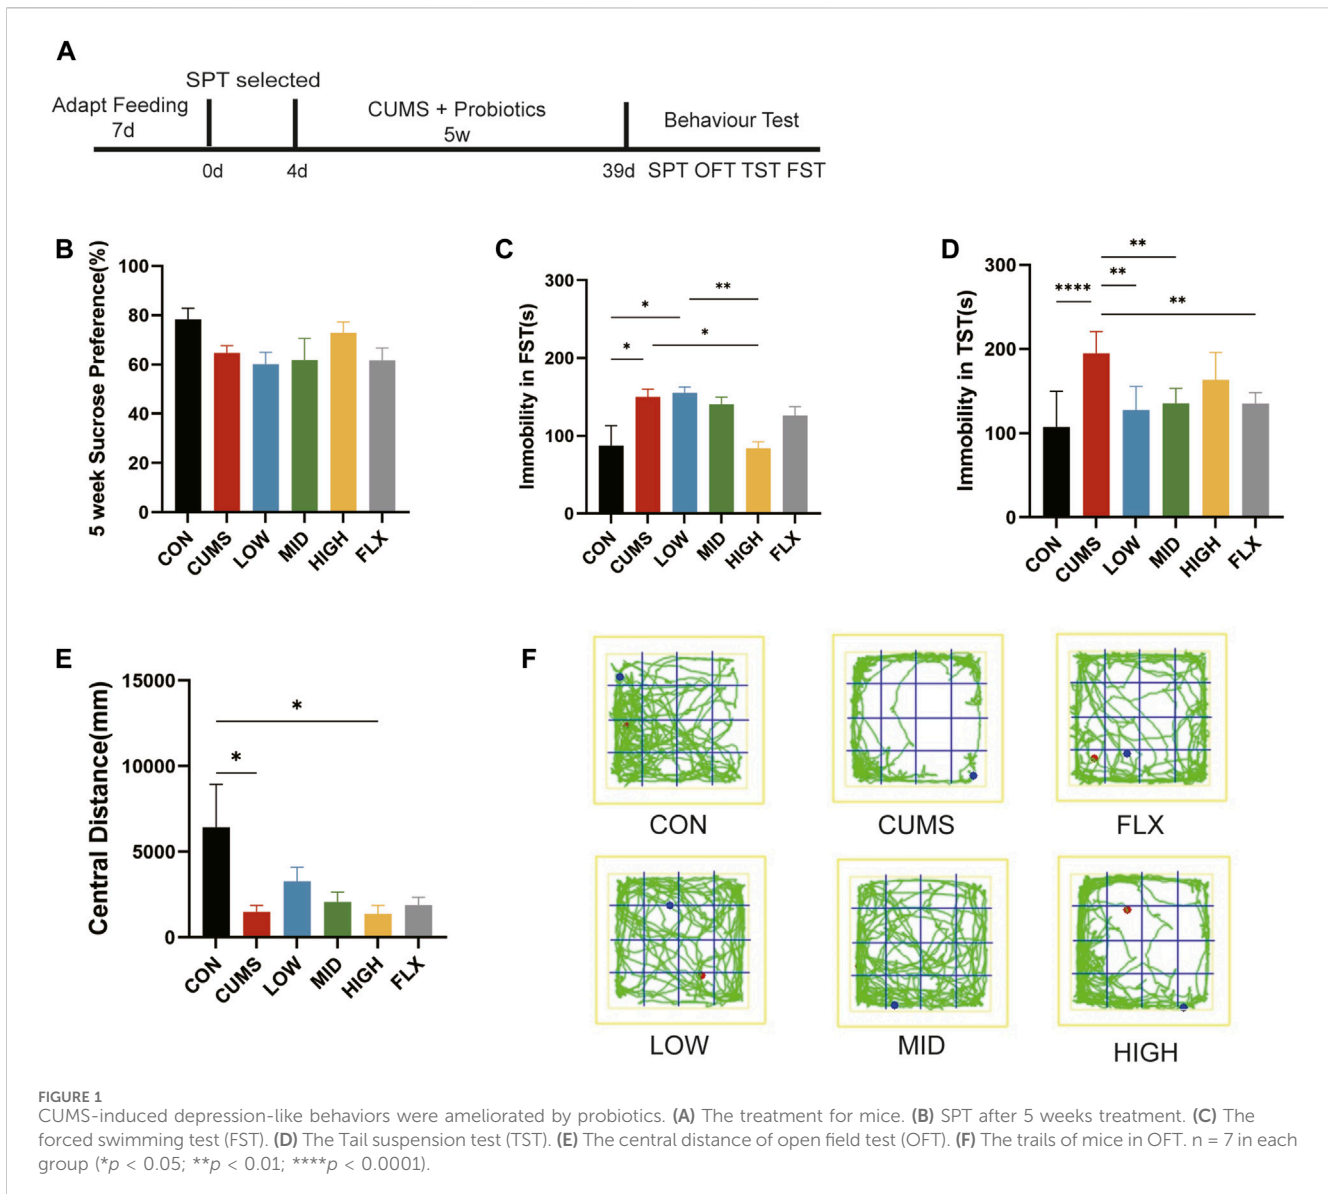 A
SPT selected
Adapt Feeding
7d
CUMS + Probiotics
5w
Behaviour Test
0d
4d
39d
SPT OFT TST FST
B
5 week Sucrose Preference(%)
100
80
60
40
20
0
CON
CUMS
LOW
MID
HIGH
FLX
C
Immobility in FST(s)
300
200
100
0
**
*
*
*
CON
CUMS
LOW
MID
HIGH
FLX
D
Immobility in TST(s)
300
200
100
0
**
**
****
**
CON
CUMS
LOW
MID
HIGH
FLX
E
Central Distance(mm)
15000
10000
5000
0
*
*
CON
CUMS
LOW
MID
HIGH
FLX
F
CON
CUMS
FLX
LOW
MID
HIGH
FIGURE 1
CUMS-induced depression-like behaviors were ameliorated by probiotics. (A) The treatment for mice. (B) SPT after 5 weeks treatment. (C) The
forced swimming test (FST). (D) The Tail suspension test (TST). (E) The central distance of open field test (OFT). (F) The trails of mice in OFT. n = 7 in each
group (*p < 0.05; **p < 0.01; ****p < 0.0001).